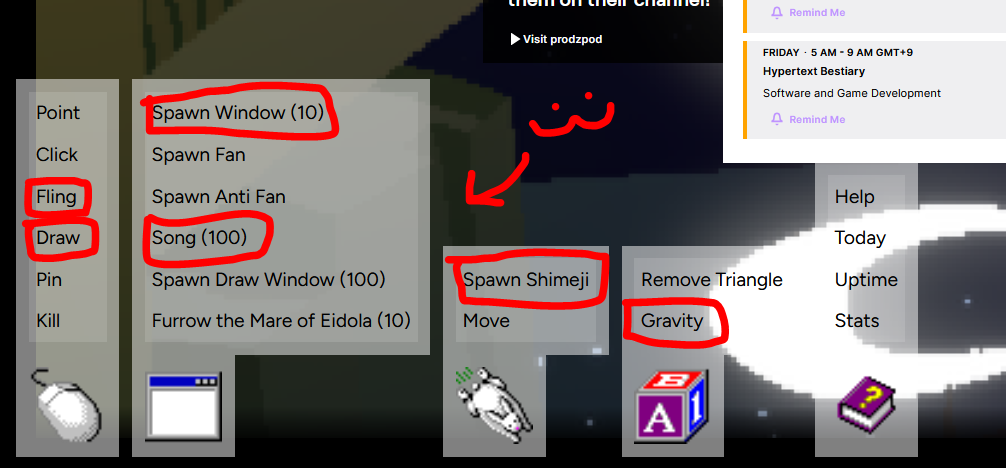 them on their channel!
Visit prodzpod
Remind Me
FRIDAY · 5 AM - 9 AM GMT+9
Hypertext Bestiary
Software and Game Development
Remind Me
Point
Click
Fling
Draw
Pin
Kill
Spawn Window (10)
Spawn Fan
Spawn Anti Fan
Song (100)
Spawn Draw Window (100)
Furrow the Mare of Eidola (10)
Spawn Shimeji
Move
Remove Triangle
Gravity
Help
Today
Uptime
Stats
B
A
1
?